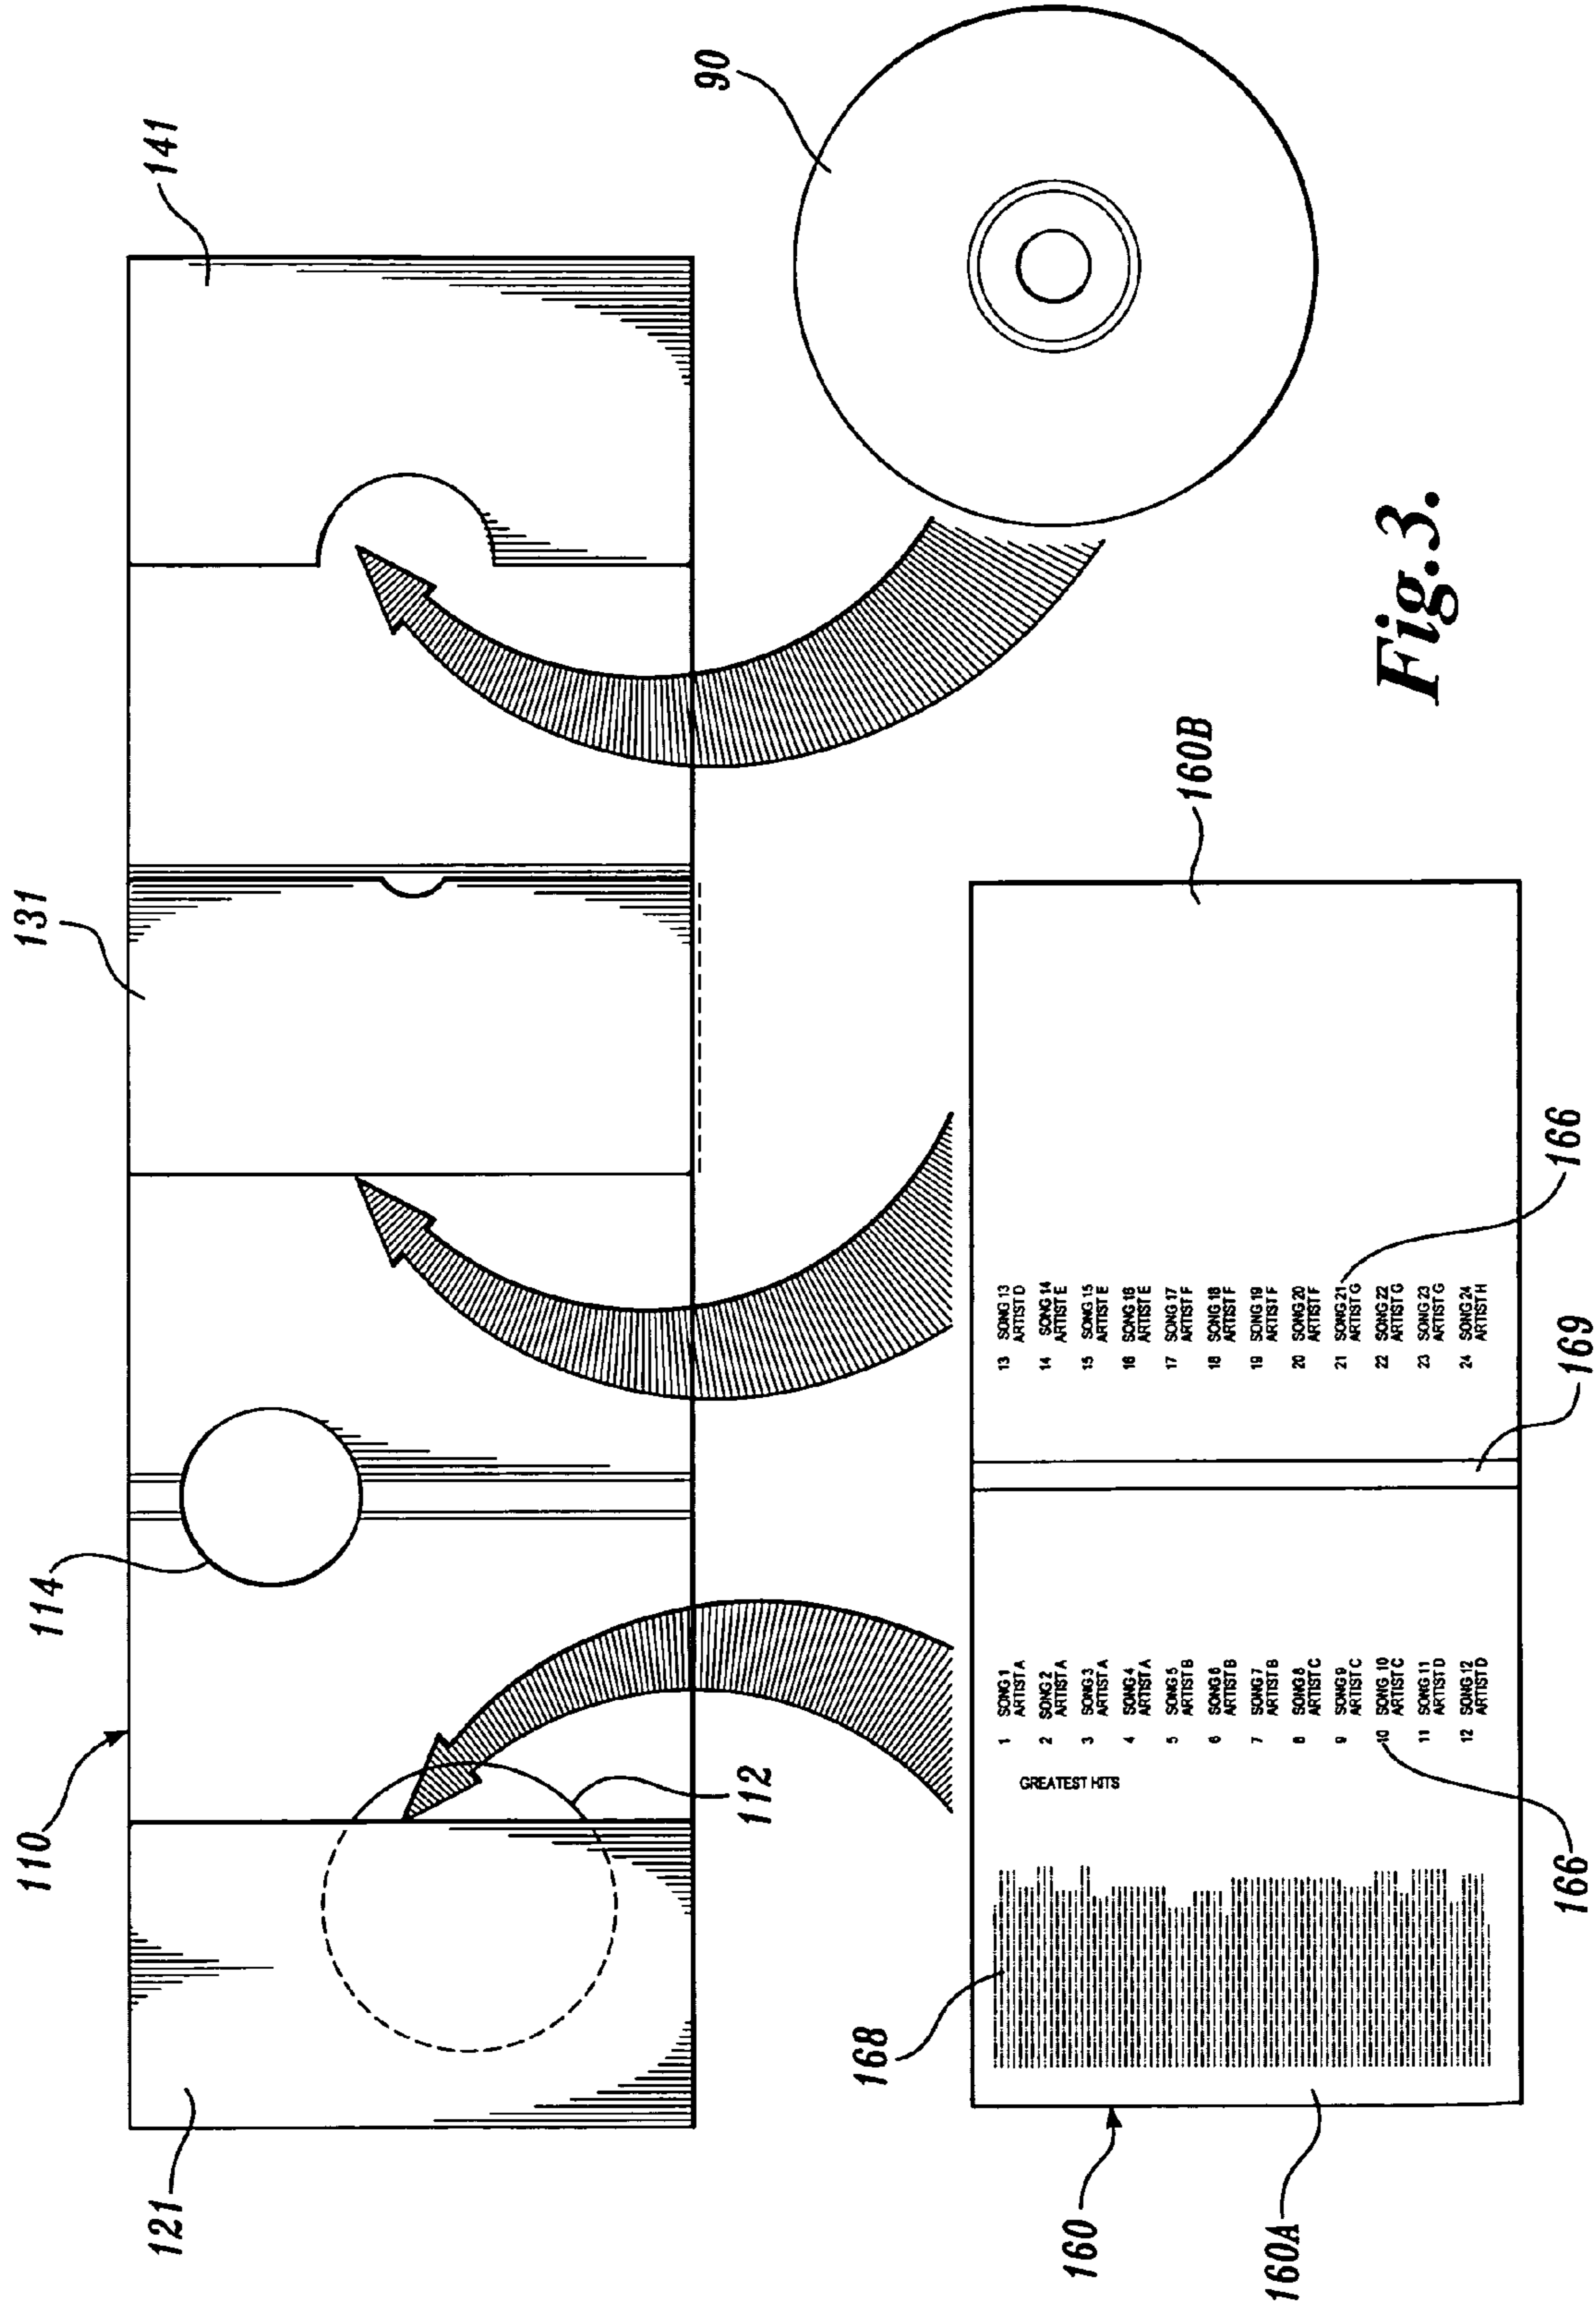 110
114
131
121
141
112
90
168
160
160A
GREATEST HITS
1 SONG 1
ARTIST A
2 SONG 2
ARTIST A
3 SONG 3
ARTIST A
4 SONG 4
ARTIST A
5 SONG 5
ARTIST B
6 SONG 6
ARTIST B
7 SONG 7
ARTIST B
8 SONG 8
ARTIST C
9 SONG 9
ARTIST C
10 SONG 10
ARTIST C
11 SONG 11
ARTIST D
12 SONG 12
ARTIST D
13 SONG 13
ARTIST D
14 SONG 14
ARTIST E
15 SONG 15
ARTIST E
16 SONG 16
ARTIST E
17 SONG 17
ARTIST F
18 SONG 18
ARTIST F
19 SONG 19
ARTIST F
20 SONG 20
ARTIST F
21 SONG 21
ARTIST G
22 SONG 22
ARTIST G
23 SONG 23
ARTIST G
24 SONG 24
ARTIST H
160B
166
169
166
Fig.3.